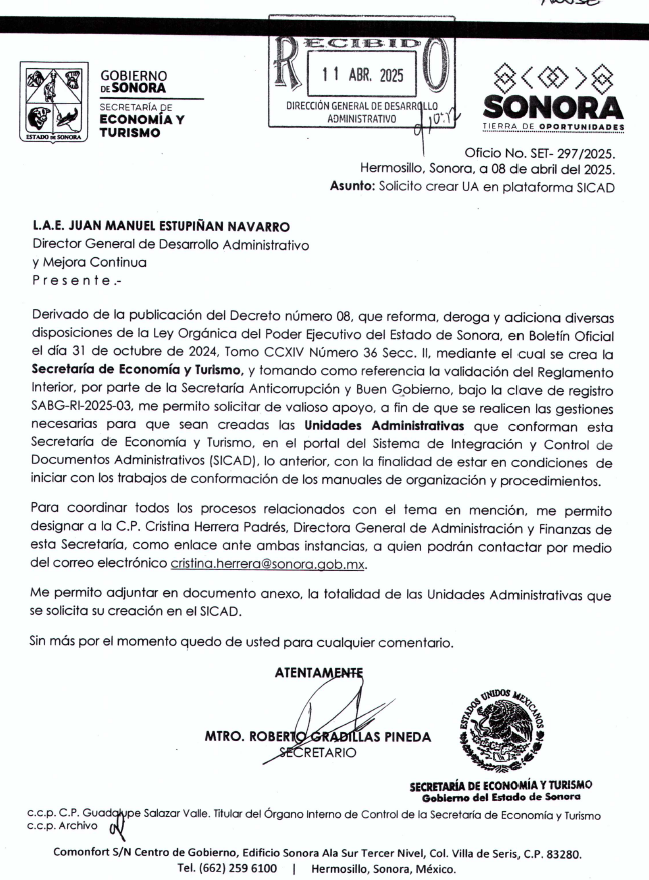 RECIBIDO
11 ABR. 2025
DIRECCIÓN GENERAL DE DESARROLLO
ADMINISTRATIVO
GOBIERNO
DE SONORA
SECRETARÍA DE
ECONOMÍA Y
TURISMO
ESTADO DE SONORA
SONORA
TIERRA DE OPORTUNIDADES
Oficio No. SET- 297/2025.
Hermosillo, Sonora, a 08 de abril del 2025.
Asunto: Solicito crear UA en plataforma SICAD
L.A.E. JUAN MANUEL ESTUPIÑAN NAVARRO
Director General de Desarrollo Administrativo
y Mejora Continua
P r e s e n t e .-
Derivado de la publicación del Decreto número 08, que reforma, deroga y adiciona diversas
disposiciones de la Ley Orgánica del Poder Ejecutivo del Estado de Sonora, en Boletín Oficial
el día 31 de octubre de 2024, Tomo CCXIV Número 36 Secc. II, mediante el cual se crea la
Secretaría de Economía y Turismo, y tomando como referencia la validación del Reglamento
Interior, por parte de la Secretaría Anticorrupción y Buen Gobierno, bajo la clave de registro
SABG-RI-2025-03, me permito solicitar de valioso apoyo, a fin de que se realicen las gestiones
necesarias para que sean creadas las Unidades Administrativas que conforman esta
Secretaría de Economía y Turismo, en el portal del Sistema de Integración y Control de
Documentos Administrativos (SICAD), lo anterior, con la finalidad de estar en condiciones de
iniciar con los trabajos de conformación de los manuales de organización y procedimientos.
Para coordinar todos los procesos relacionados con el tema en mención, me permito
designar a la C.P. Cristina Herrera Padrés, Directora General de Administración y Finanzas de
esta Secretaría, como enlace ante ambas instancias, a quien podrán contactar por medio
del correo electrónico cristina.herrera@sonora.gob.mx.
Me permito adjuntar en documento anexo, la totalidad de las Unidades Administrativas que
se solicita su creación en el SICAD.
Sin más por el momento quedo de usted para cualquier comentario.
ATENTAMENTE
MTRO. ROBERTO GRADILLAS PINEDA
SECRETARIO
ESTADOS UNIDOS MEXICANOS
SECRETARÍA DE ECONOMÍA Y TURISMO
Gobierno del Estado de Sonora
c.c.p. C.P. Guadalupe Salazar Valle. Titular del Órgano Interno de Control de la Secretaría de Economía y Turismo
c.c.p. Archivo
Comonfort S/N Centro de Gobierno, Edificio Sonora Ala Sur Tercer Nivel, Col. Villa de Seris, C.P. 83280.
Tel. (662) 259 6100 | Hermosillo, Sonora, México.